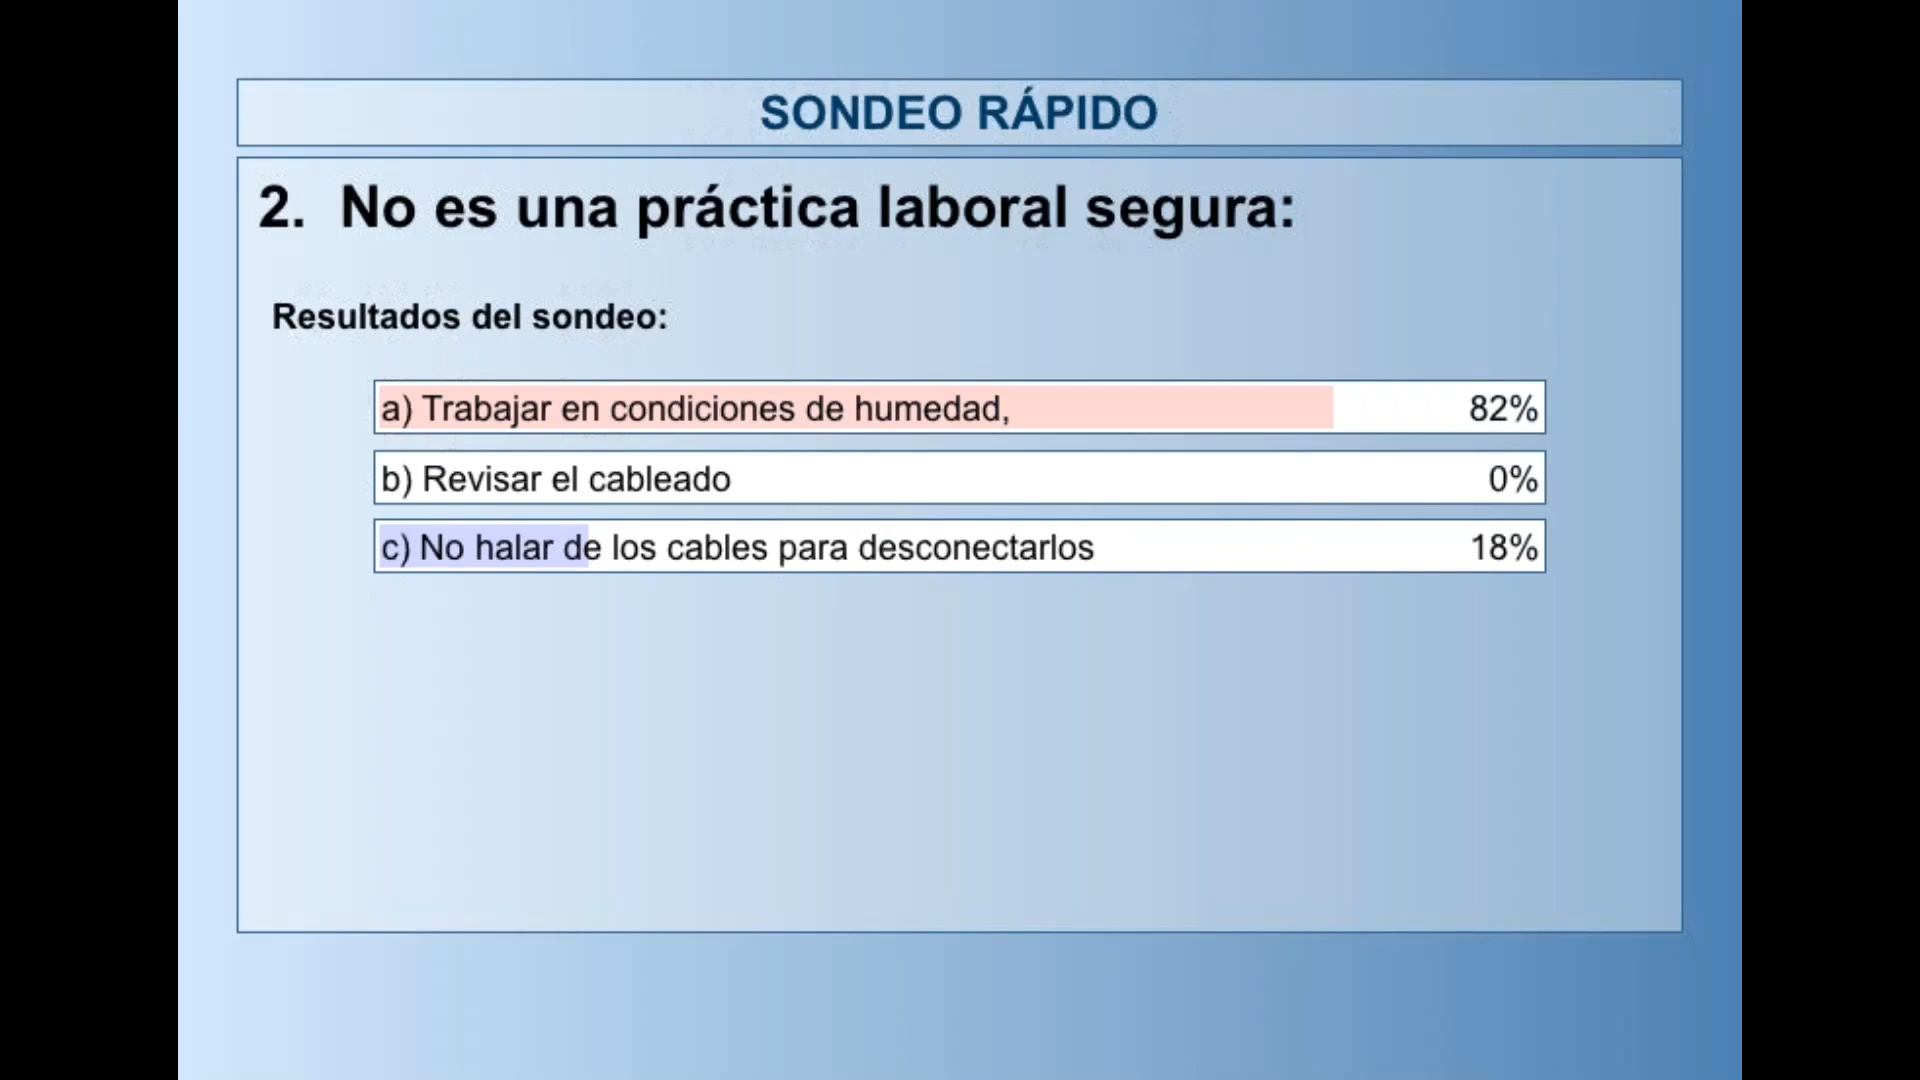 SONDEO RÁPIDO
2. No es una práctica laboral segura:
Resultados del sondeo:
a) Trabajar en condiciones de humedad, 82%
b) Revisar el cableado 0%
c) No halar de los cables para desconectarlos 18%